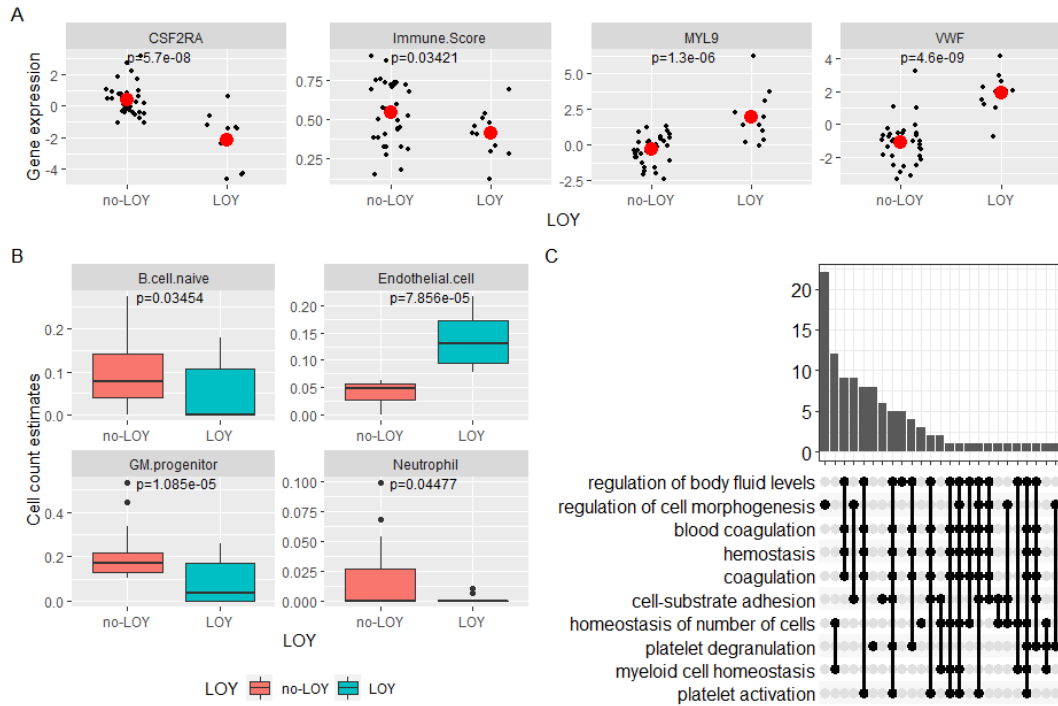 A
CSF2RA
Immune.Score
MYL9
VWF
p=5.7e-08
p=0.03421
p=1.3e-06
p=4.6e-09
Gene expression
2
0
-2
-4
0.75
0.50
0.25
5.0
2.5
0.0
-2.5
4
2
0
-2
no-LOY
LOY
no-LOY
LOY
no-LOY
LOY
no-LOY
LOY
LOY
B
B.cell.naive
Endothelial.cell
p=0.03454
p=7.856e-05
0.2
0.1
0.0
0.20
0.15
0.10
0.05
0.00
no-LOY
LOY
no-LOY
LOY
Cell count estimates
GM.progenitor
Neutrophil
p=1.085e-05
p=0.04477
0.4
0.2
0.0
0.100
0.075
0.050
0.025
0.000
no-LOY
LOY
no-LOY
LOY
LOY
LOY
no-LOY
LOY
C
20
15
10
5
0
regulation of body fluid levels
regulation of cell morphogenesis
blood coagulation
hemostasis
coagulation
cell-substrate adhesion
homeostasis of number of cells
platelet degranulation
myeloid cell homeostasis
platelet activation